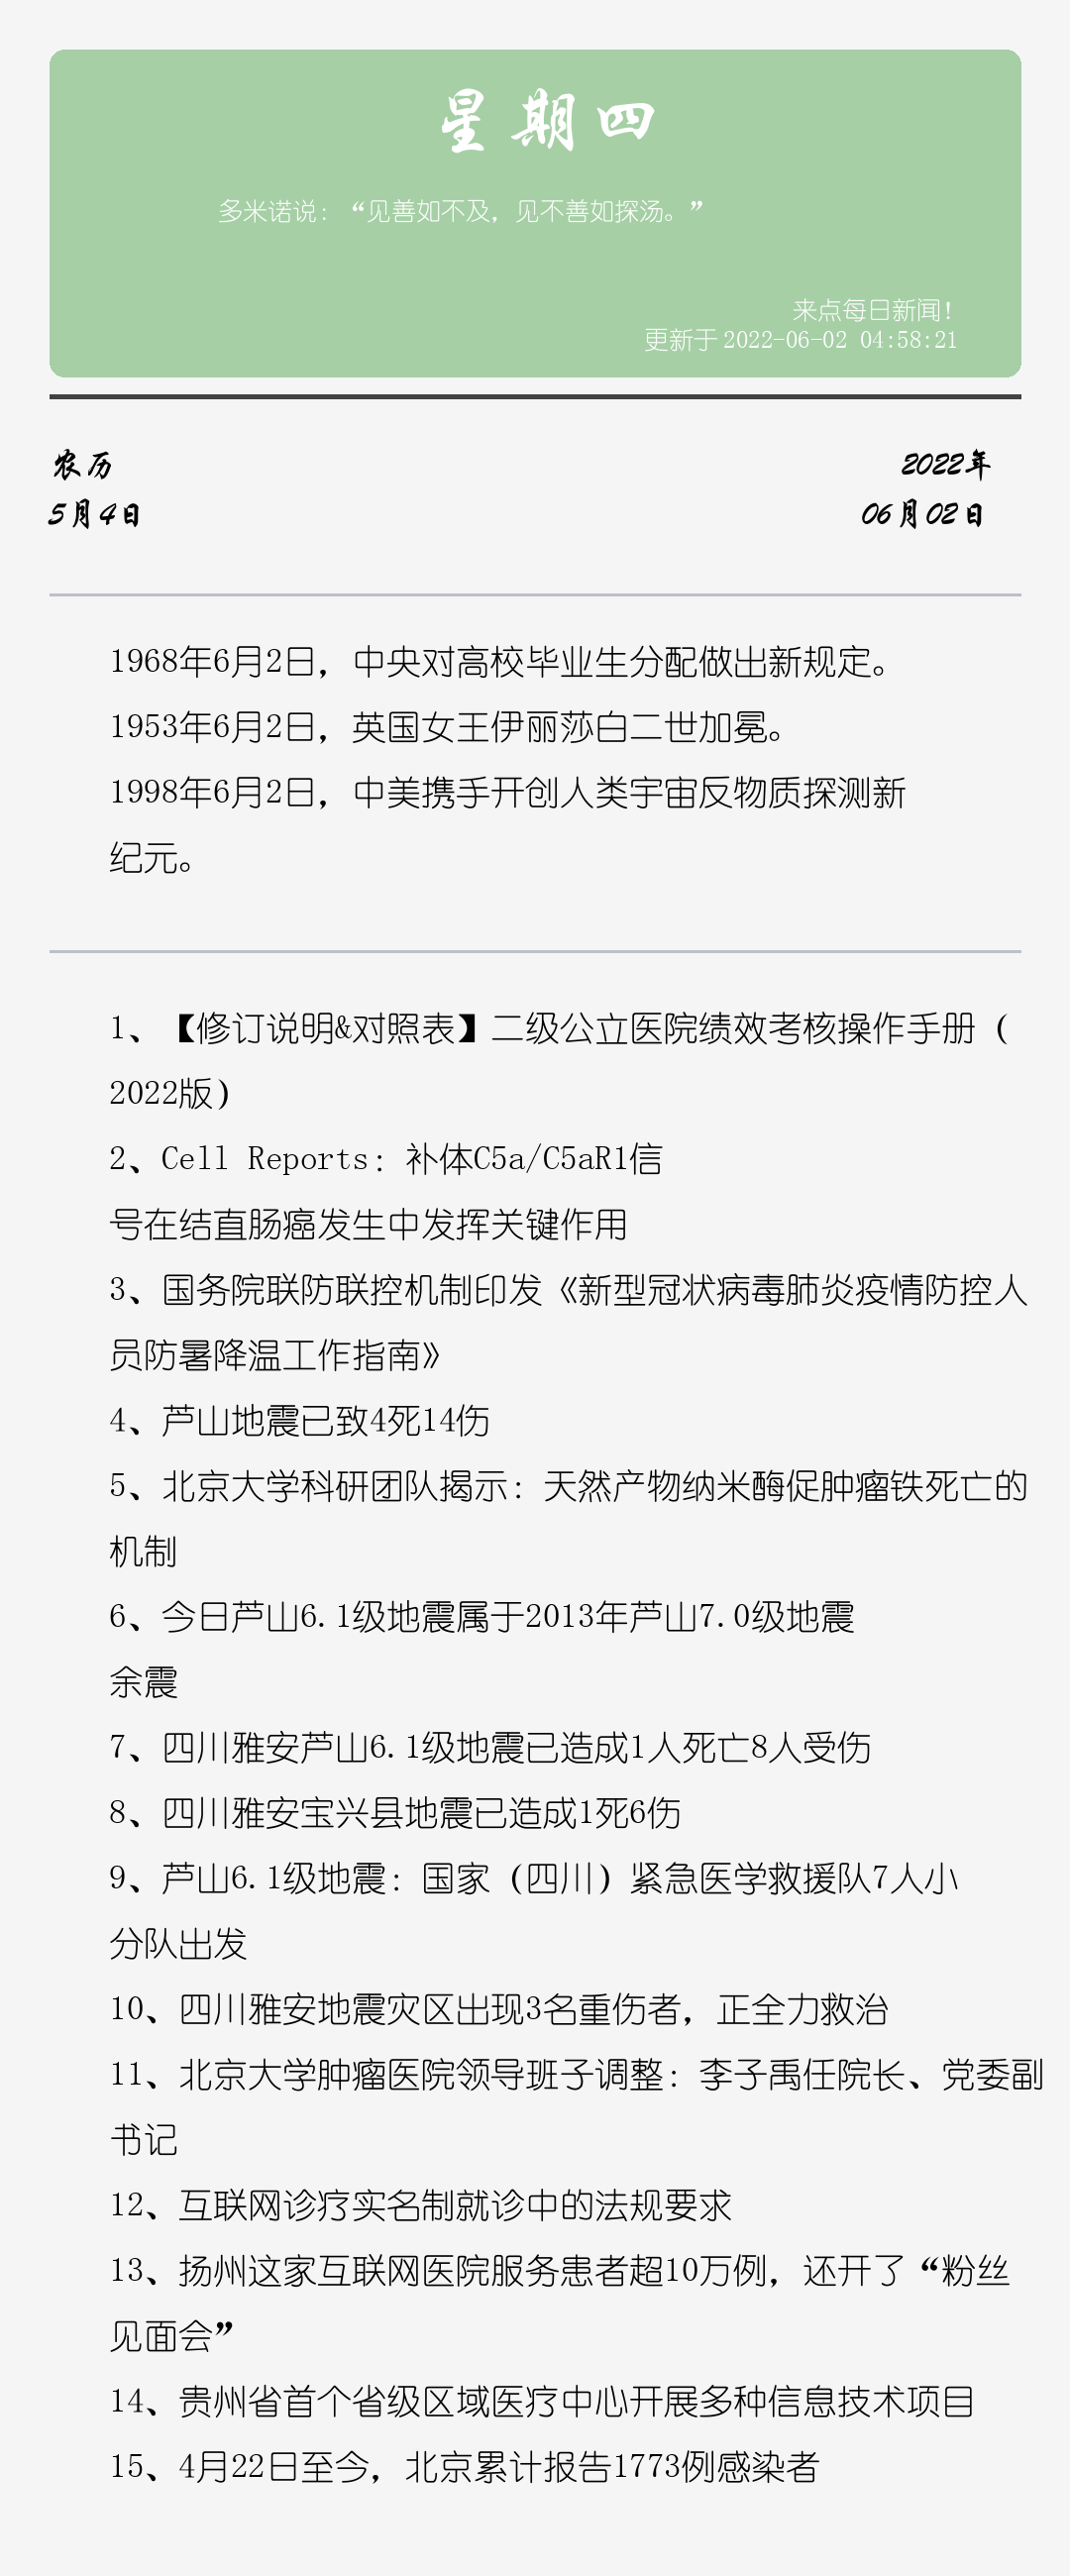 星期四
多米诺说：“见善如不及，见不善如探汤。”
来点每日新闻！
更新于 2022-06-02 04:58:21
农历
2022年
5月4日
06月02日
1968年6月2日，中央对高校毕业生分配做出新规定。
1953年6月2日，英国女王伊丽莎白二世加冕。
1998年6月2日，中美携手开创人类宇宙反物质探测新
纪元。
1、【修订说明&对照表】二级公立医院绩效考核操作手册（
2022版）
2、Cell Reports：补体C5a/C5aR1信
号在结直肠癌发生中发挥关键作用
3、国务院联防联控机制印发《新型冠状病毒肺炎疫情防控人
员防暑降温工作指南》
4、芦山地震已致4死14伤
5、北京大学科研团队揭示：天然产物纳米酶促肿瘤铁死亡的
机制
6、今日芦山6.1级地震属于2013年芦山7.0级地震
余震
7、四川雅安芦山6.1级地震已造成1人死亡8人受伤
8、四川雅安宝兴县地震已造成1死6伤
9、芦山6.1级地震：国家（四川）紧急医学救援队7人小
分队出发
10、四川雅安地震灾区出现3名重伤者，正全力救治
11、北京大学肿瘤医院领导班子调整：李子禹任院长、党委副
书记
12、互联网诊疗实名制就诊中的法规要求
13、扬州这家互联网医院服务患者超10万例，还开了“粉丝
见面会”
14、贵州省首个省级区域医疗中心开展多种信息技术项目
15、4月22日至今，北京累计报告1773例感染者